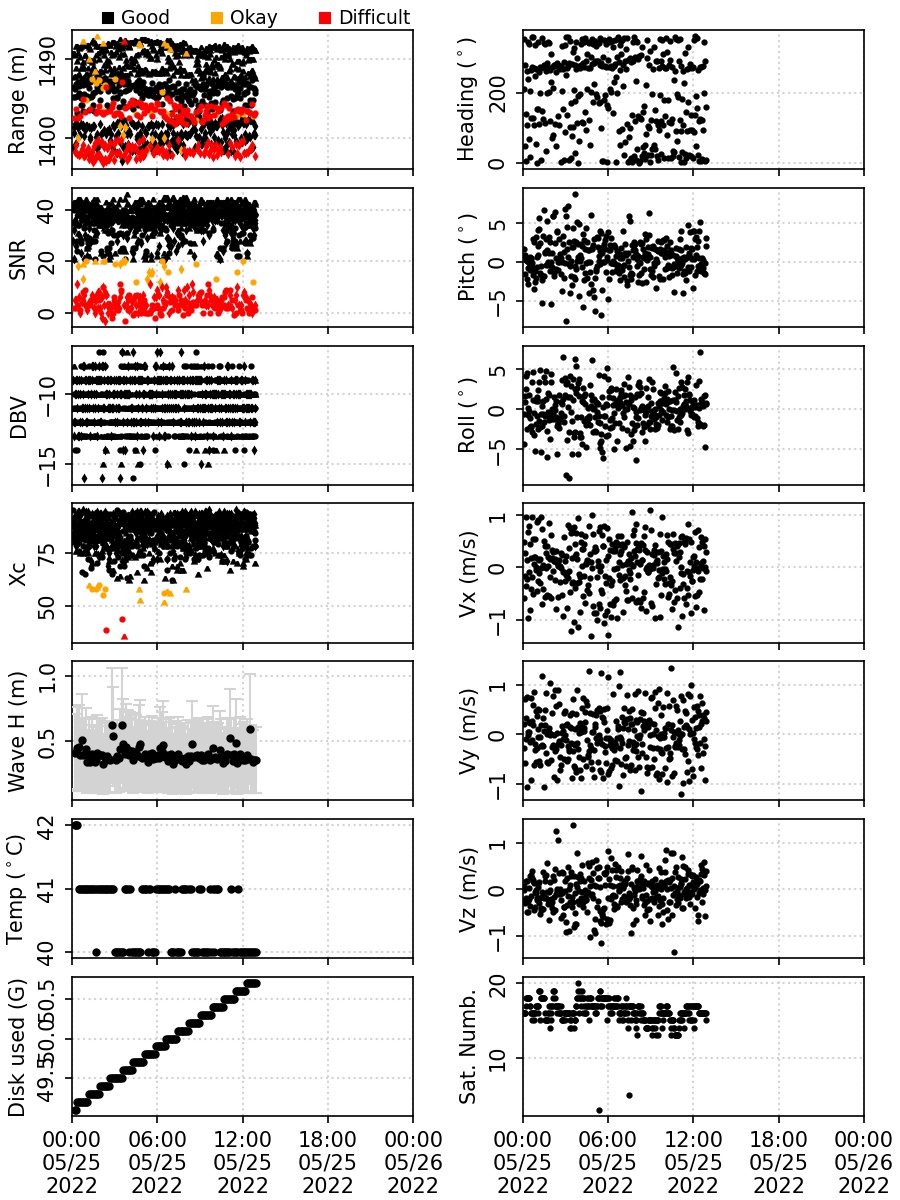 Good Okay Difficult
Range (m)
1490
1400
Heading (°)
200
0
SNR
40
20
0
Pitch (°)
5
0
−5
DBV
−10
−15
Roll (°)
5
0
−5
Xc
75
50
Vx (m/s)
1
0
−1
Wave H (m)
1.0
0.5
Vy (m/s)
1
0
−1
Temp (°C)
42
41
40
Vz (m/s)
1
0
−1
Disk used (G)
50.5
50.0
49.5
Sat. Numb.
20
10
00:00 06:00 12:00 18:00 00:00
05/25 05/25 05/25 05/25 05/26
2022 2022 2022 2022 2022
00:00 06:00 12:00 18:00 00:00
05/25 05/25 05/25 05/25 05/26
2022 2022 2022 2022 2022